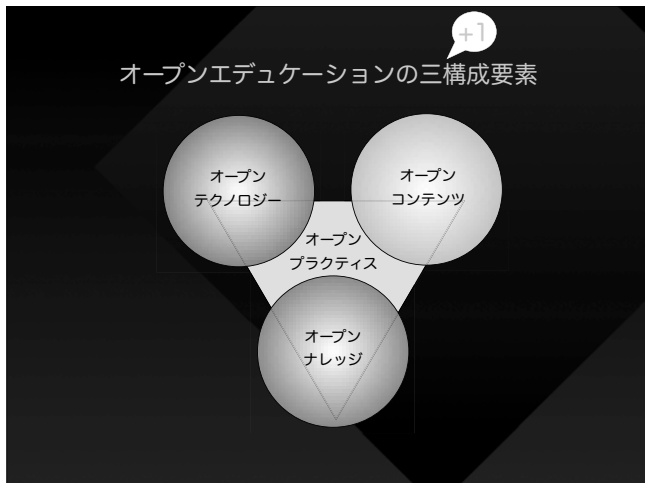 +1
オープンエデュケーションの三構成要素
オープン
テクノロジー
オープン
コンテンツ
オープン
プラクティス
オープン
ナレッジ